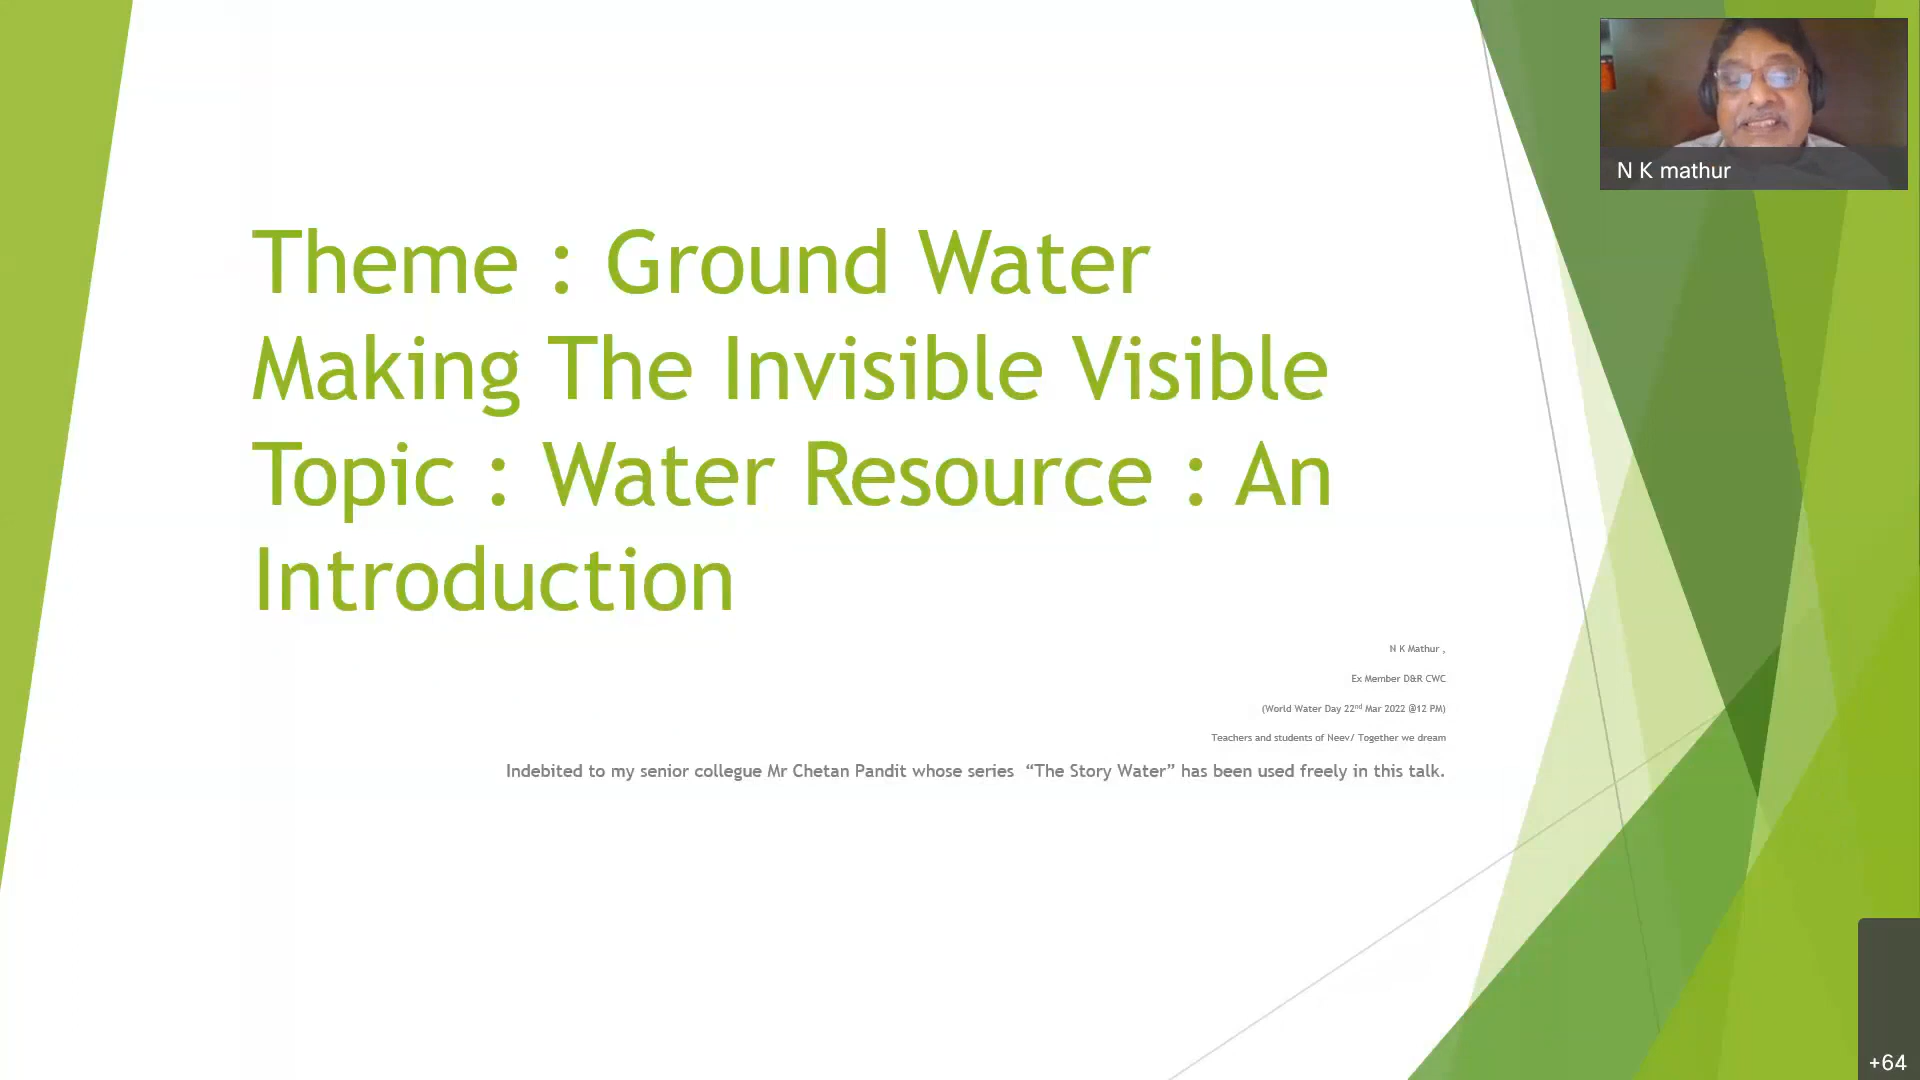 N K mathur
Theme : Ground Water
Making The Invisible Visible
Topic : Water Resource : An
Introduction
N K Mathur ,
Ex Member D&R CWC
(World Water Day 22nd Mar 2022 @12 PM)
Teachers and students of Neev/ Together we dream
Indebited to my senior collegue Mr Chetan Pandit whose series “The Story Water” has been used freely in this talk.
+64